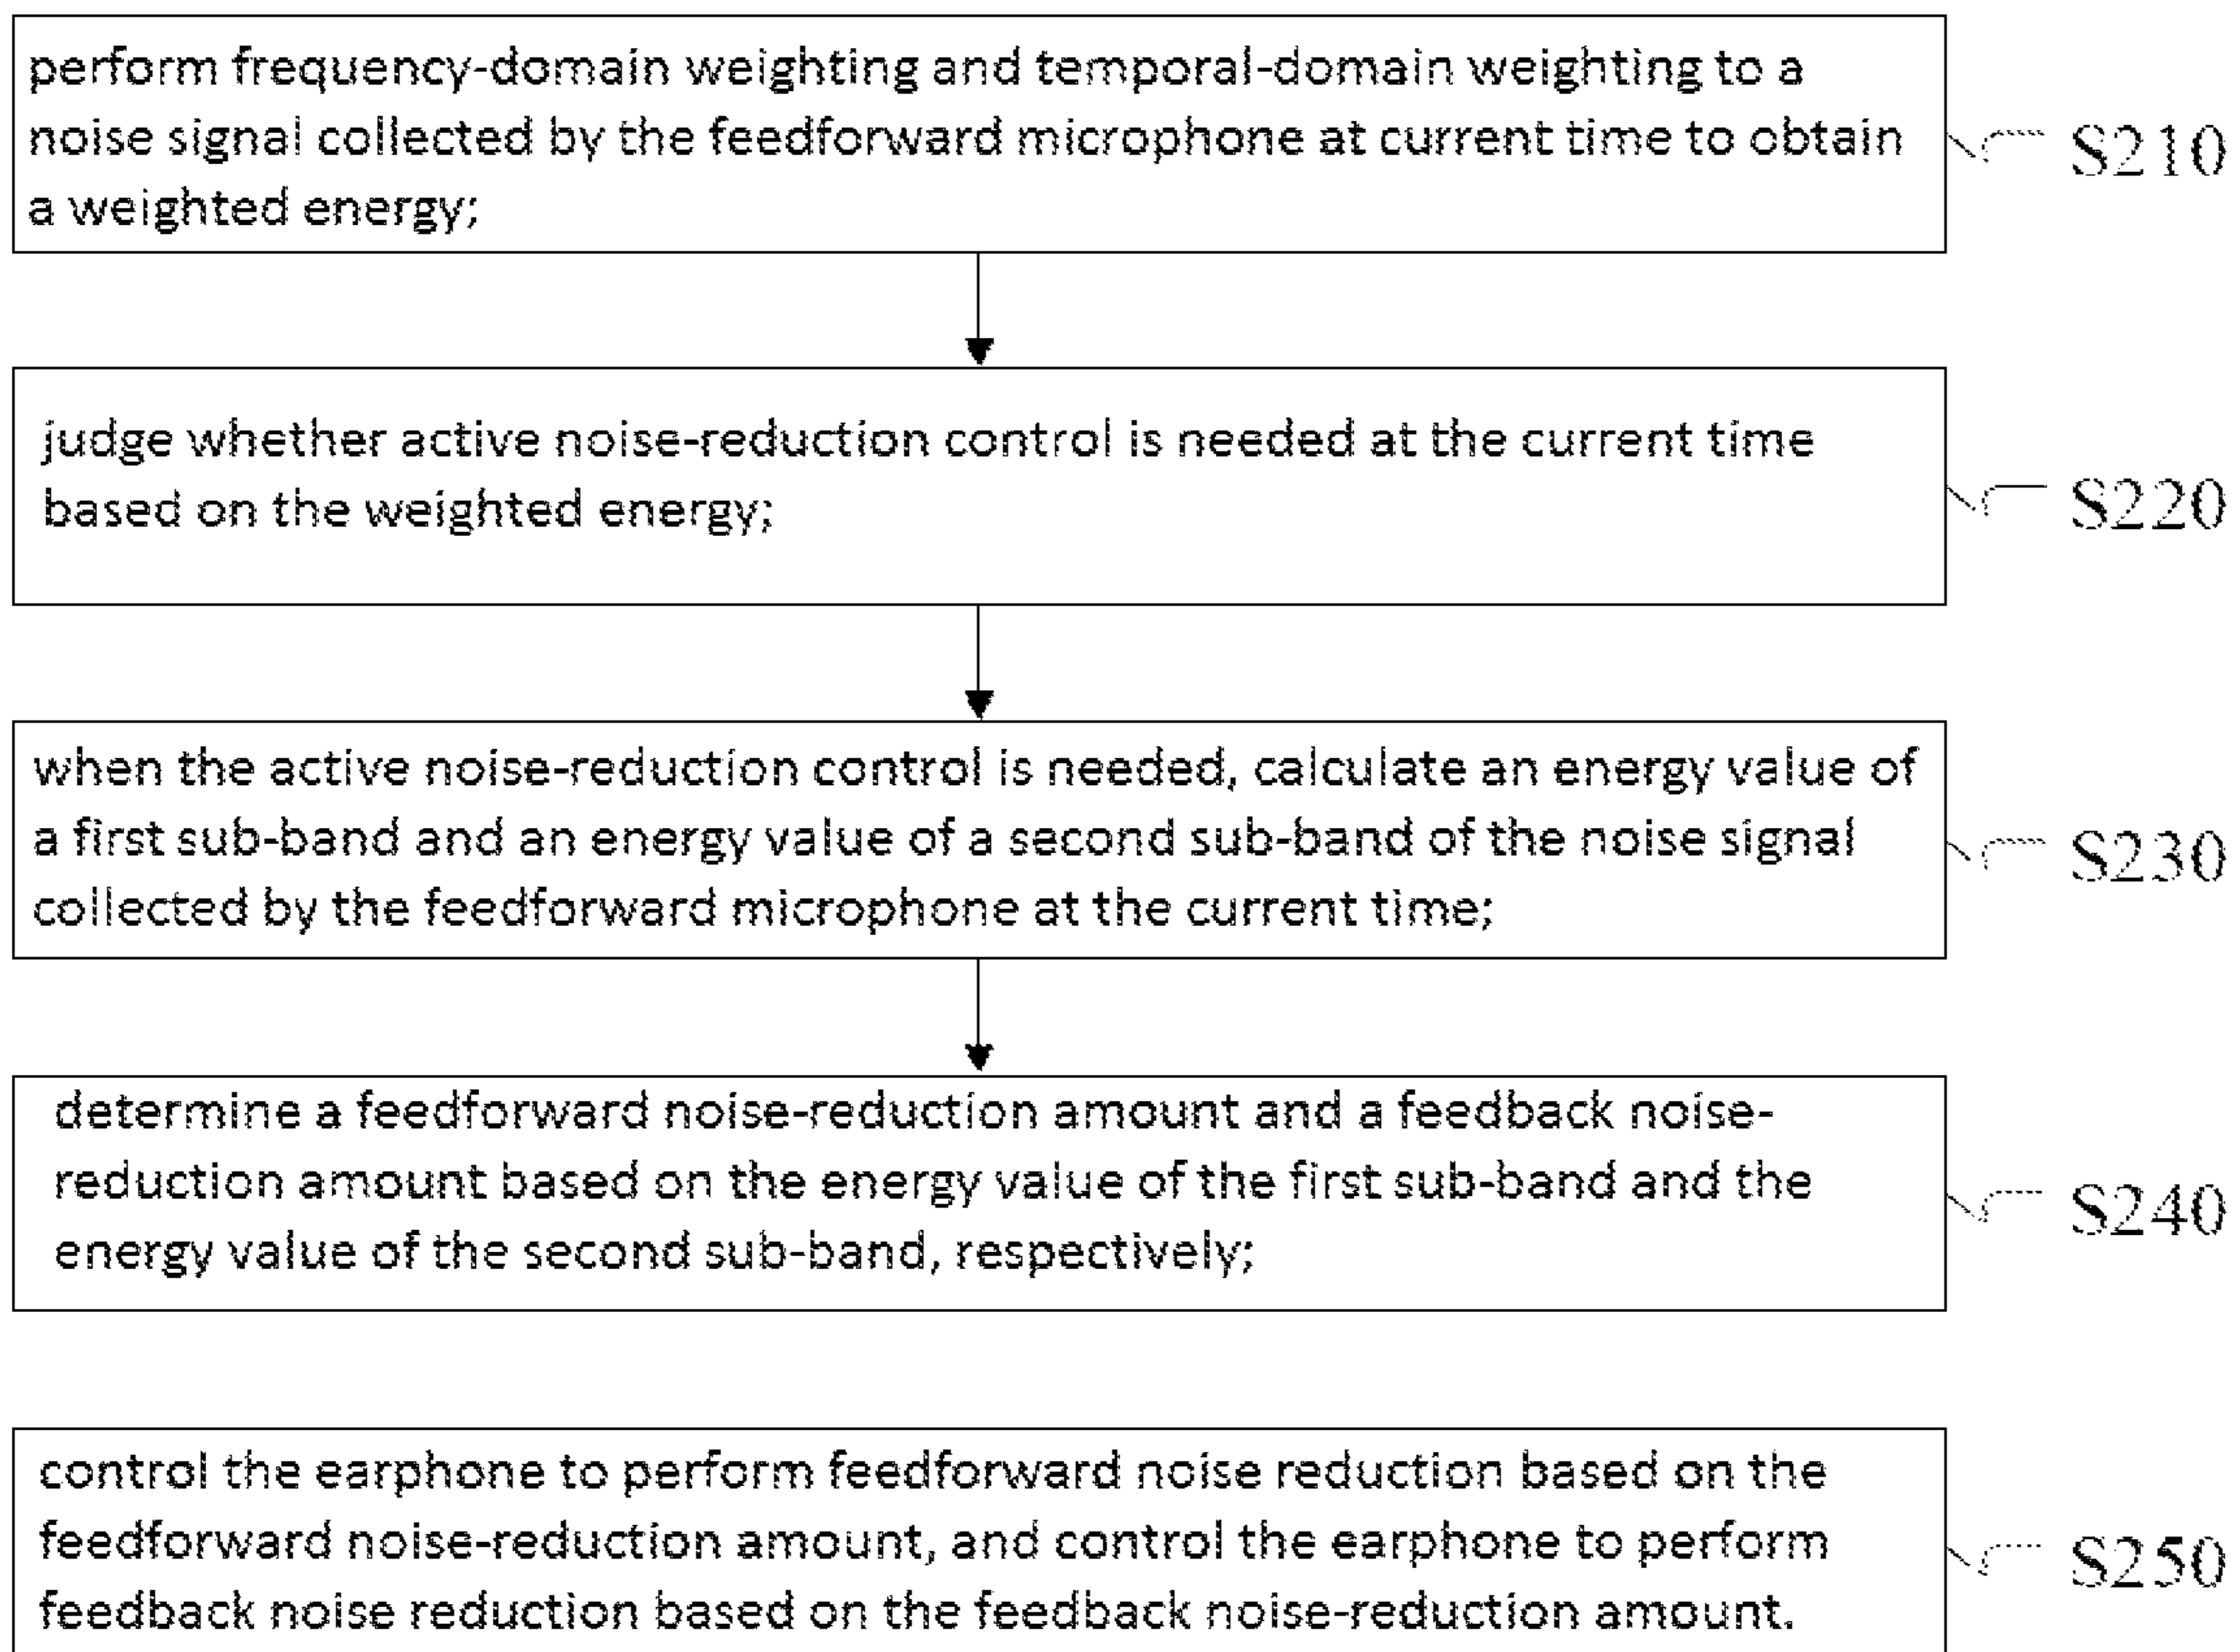 perform frequency-domain weighting and temporal-domain weighting to a
noise signal collected by the feedforward microphone at current time to obtain
a weighted energy;
S210
judge whether active noise-reduction control is needed at the current time
based on the weighted energy;
S220
when the active noise-reduction control is needed, calculate an energy value of
a first sub-band and an energy value of a second sub-band of the noise signal
collected by the feedforward microphone at the current time;
S230
determine a feedforward noise-reduction amount and a feedback noise-
reduction amount based on the energy value of the first sub-band and the
energy value of the second sub-band, respectively;
S240
control the earphone to perform feedforward noise reduction based on the
feedforward noise-reduction amount, and control the earphone to perform
feedback noise reduction based on the feedback noise-reduction amount.
S250